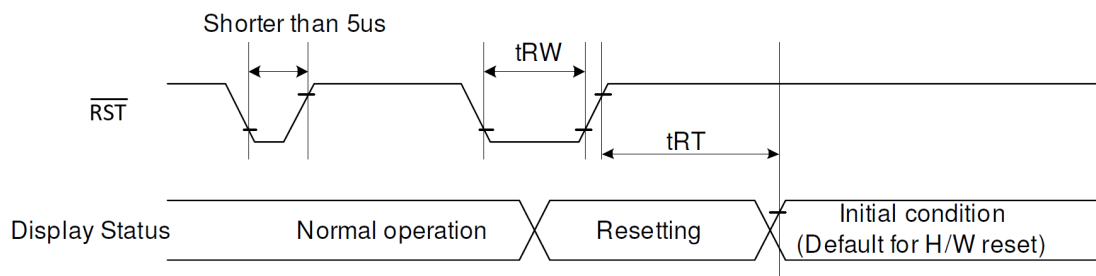 Shorter than 5us
tRW
RST
tRT
Display Status
Normal operation
Resetting
Initial condition
(Default for H/W reset)